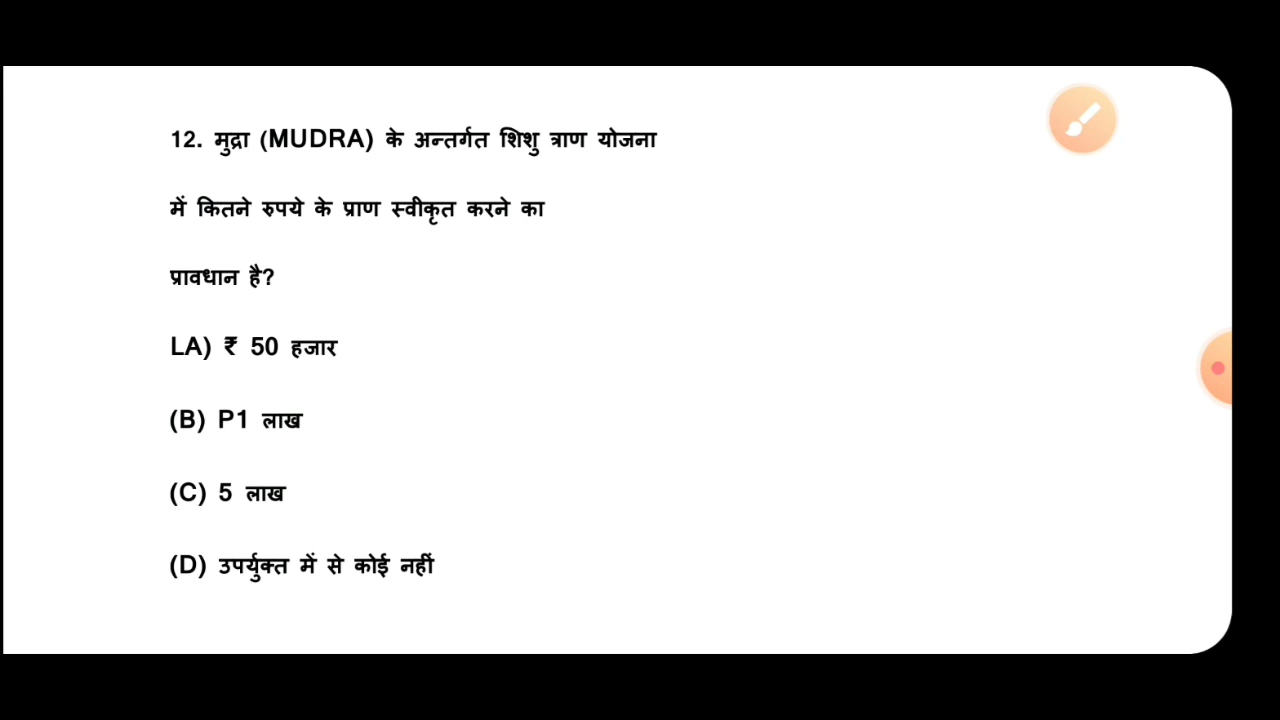 12. मुद्रा (MUDRA) के अन्तर्गत शिशु त्राण योजना
में कितने रुपये के प्राण स्वीकृत करने का
प्रावधान है?
LA) ₹ 50 हजार
(B) P1 लाख
(C) 5 लाख
(D) उपर्युक्त में से कोई नहीं